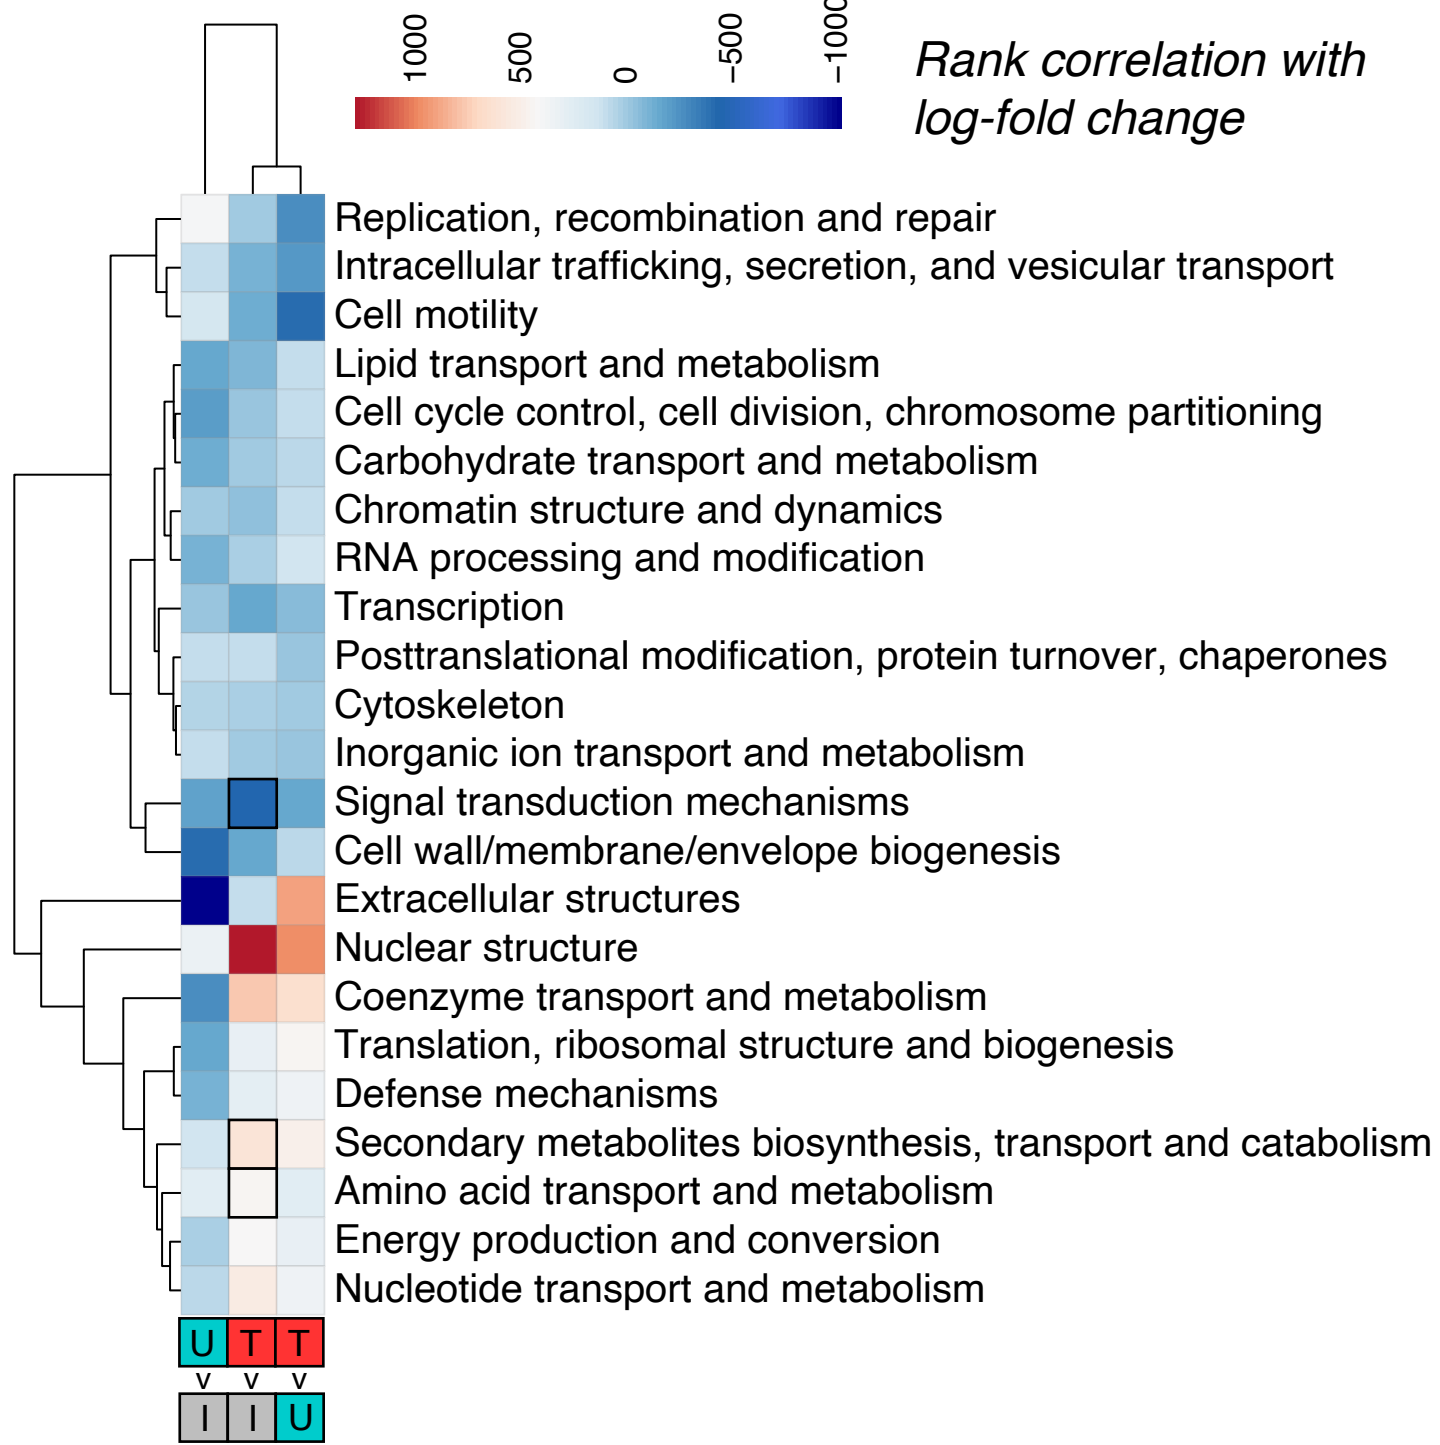 1000 500 0 −500 −1000
Rank correlation with
log-fold change
Replication, recombination and repair
Intracellular trafficking, secretion, and vesicular transport
Cell motility
Lipid transport and metabolism
Cell cycle control, cell division, chromosome partitioning
Carbohydrate transport and metabolism
Chromatin structure and dynamics
RNA processing and modification
Transcription
Posttranslational modification, protein turnover, chaperones
Cytoskeleton
Inorganic ion transport and metabolism
Signal transduction mechanisms
Cell wall/membrane/envelope biogenesis
Extracellular structures
Nuclear structure
Coenzyme transport and metabolism
Translation, ribosomal structure and biogenesis
Defense mechanisms
Secondary metabolites biosynthesis, transport and catabolism
Amino acid transport and metabolism
Energy production and conversion
Nucleotide transport and metabolism
U T T
v v v
I I U